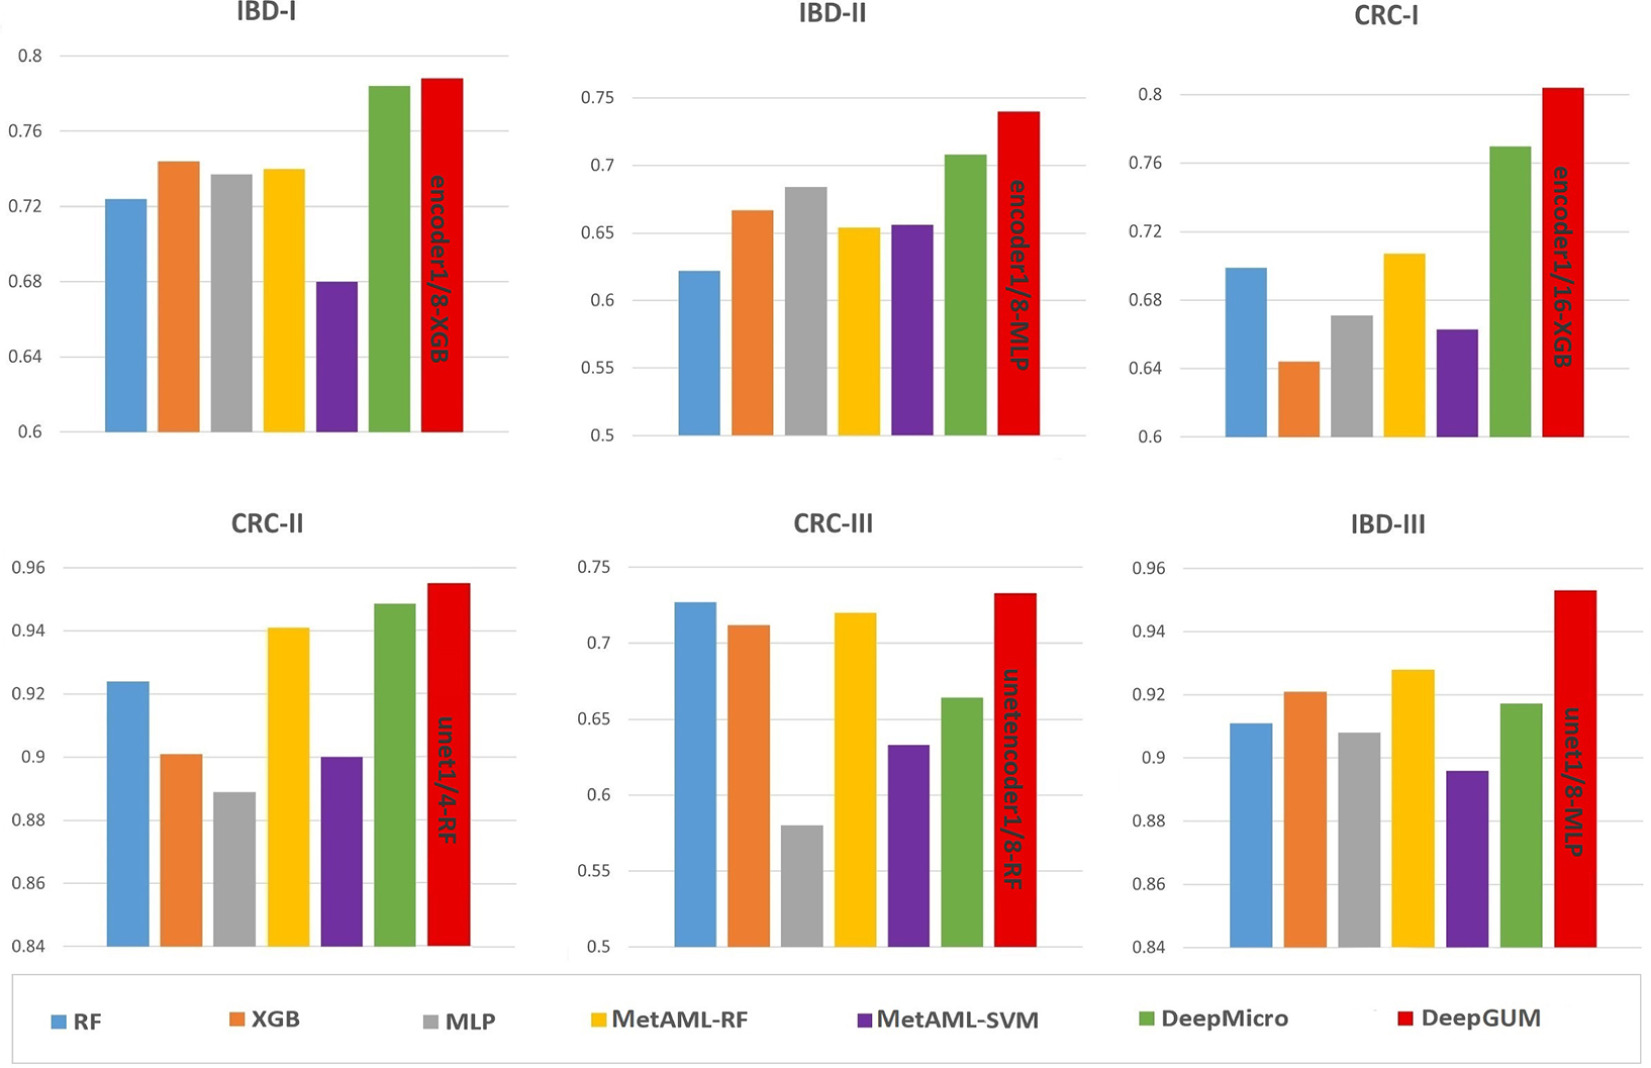 IBD-I
0.8
0.76
0.72
0.68
0.64
0.6
encoder1/8-XGB
IBD-II
0.75
0.7
0.65
0.6
0.55
0.5
encoder1/8-MLP
CRC-I
0.8
0.76
0.72
0.68
0.64
0.6
encoder1/16-XGB
CRC-II
0.96
0.94
0.92
0.9
0.88
0.86
0.84
unet1/4-RF
CRC-III
0.75
0.7
0.65
0.6
0.55
0.5
unetencoder1/8-RF
IBD-III
0.96
0.94
0.92
0.9
0.88
0.86
0.84
unet1/8-MLP
RF XGB MLP MetAML-RF MetAML-SVM DeepMicro DeepGUM